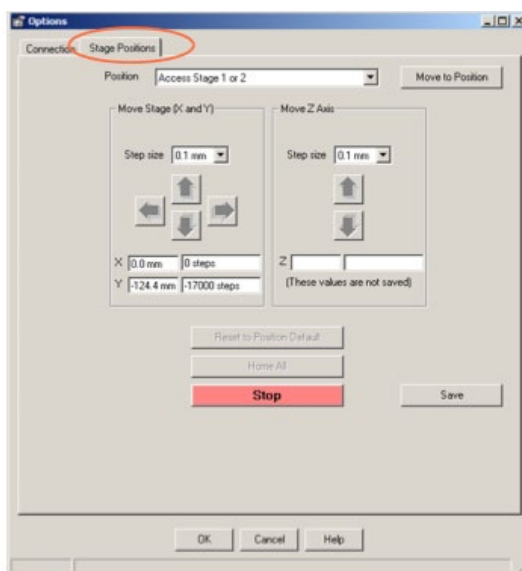 Options
Connection Stage Positions
Position Access Stage 1 or 2 Move to Position
Move Stage (X and Y) Move Z Axis
Step size 0.1 mm Step size 0.1 mm
X 0.0 mm 0 steps Z
Y -124.4 mm -17000 steps (These values are not saved)
Reset to Position Default
Home All
Stop Save
OK Cancel Help